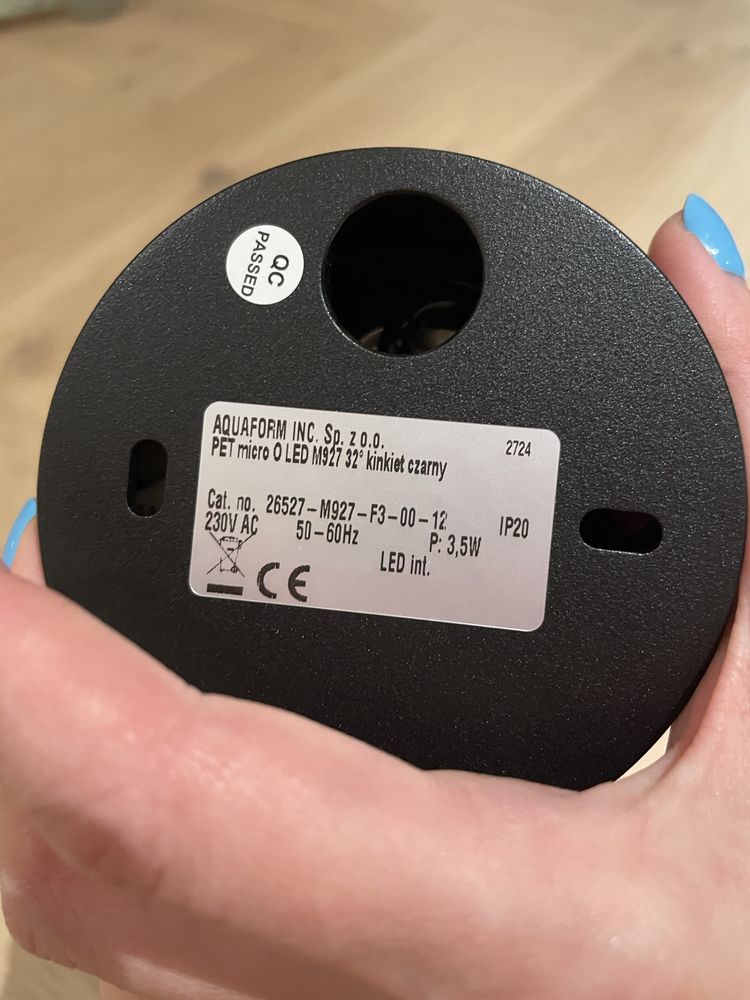 QC
PASSED
AQUAFORM INC. Sp. z o.o.
2724
PET micro O LED M927 32° kinkiet czarny
Cat. no. 26527-M927-F3-00-12
IP20
230V AC 50-60Hz P: 3,5W
LED int.
CE